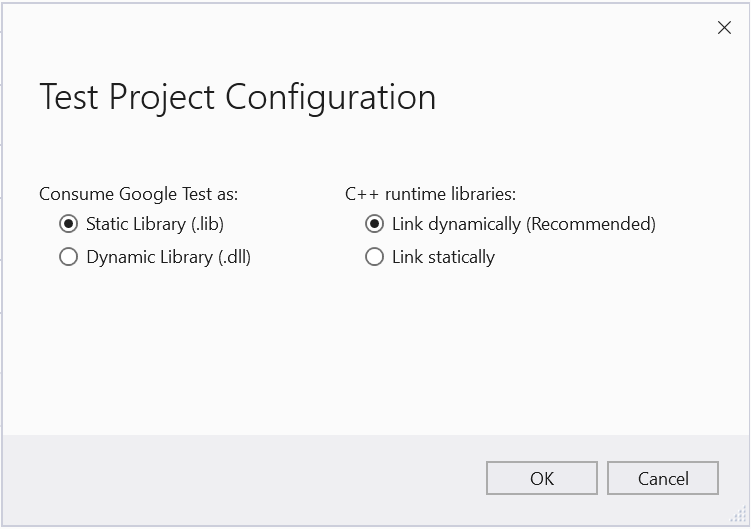 Test Project Configuration
Consume Google Test as:
Static Library (.lib)
Dynamic Library (.dll)
C++ runtime libraries:
Link dynamically (Recommended)
Link statically
OK
Cancel